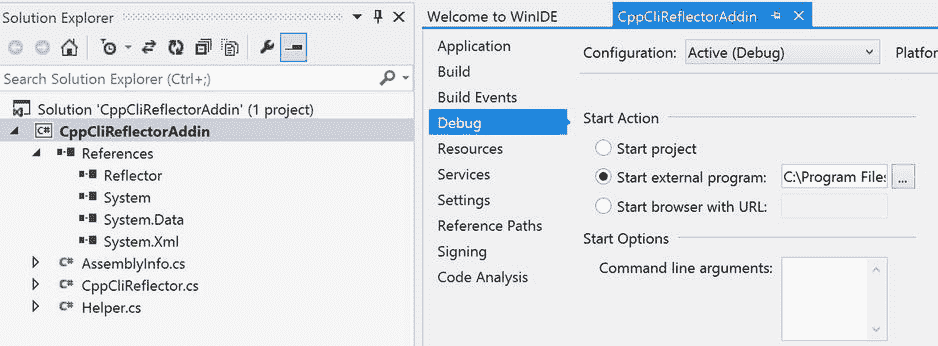 Solution Explorer
Search Solution Explorer (Ctrl+;)
Solution 'CppCliReflectorAddin' (1 project)
C# CppCliReflectorAddin
References
Reflector
System
System.Data
System.Xml
C# AssemblyInfo.cs
C# CppCliReflector.cs
C# Helper.cs
Welcome to WinIDE
CppCliReflectorAddin
Application
Build
Build Events
Debug
Resources
Services
Settings
Reference Paths
Signing
Code Analysis
Configuration: Active (Debug) Platfor
Start Action
Start project
Start external program: C:\Program Files ...
Start browser with URL:
Start Options
Command line arguments: